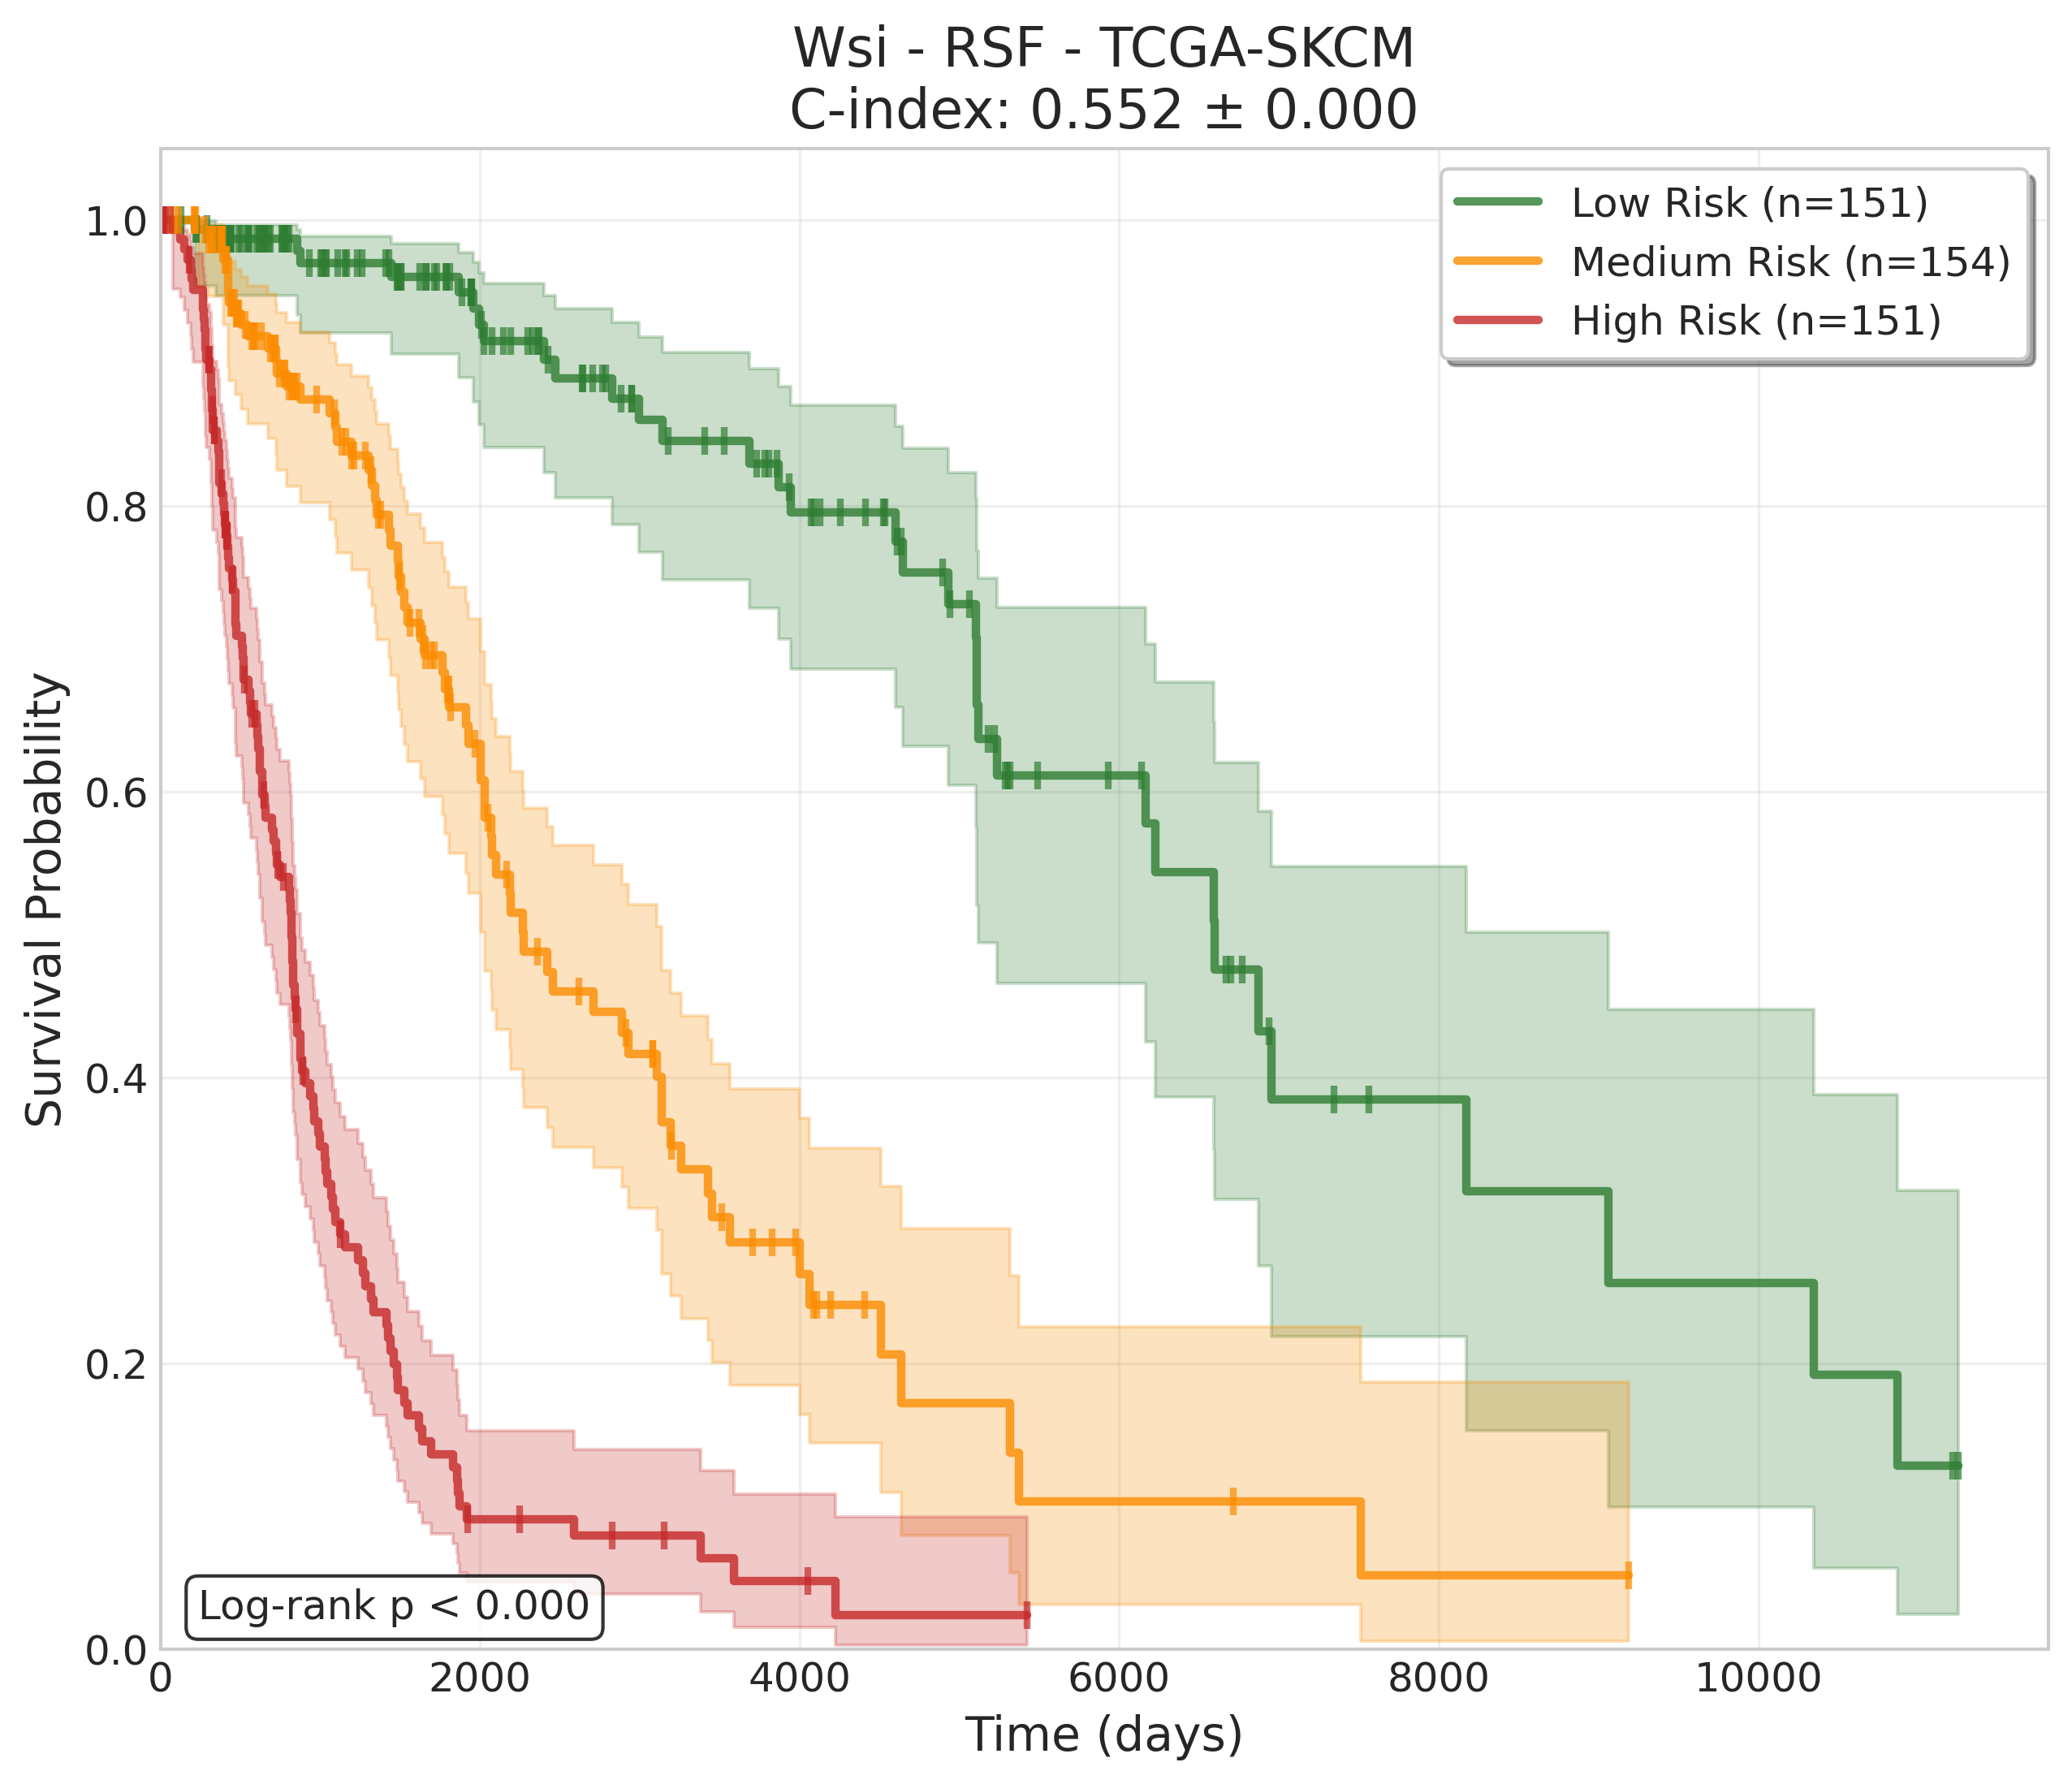 Wsi - RSF - TCGA-SKCM
C-index: 0.552 ± 0.000
Low Risk (n=151)
Medium Risk (n=154)
High Risk (n=151)
Survival Probability
1.0
0.8
0.6
0.4
0.2
0.0
Log-rank p < 0.000
0
2000
4000
6000
8000
10000
Time (days)